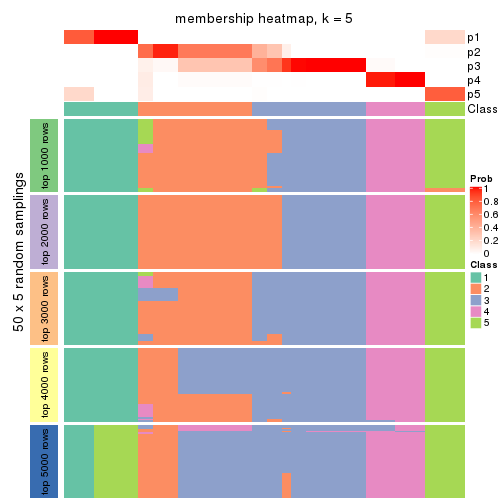 membership heatmap, k = 5
p1
p2
p3
p4
p5
Class
50 x 5 random samplings
top 1000 rows
top 2000 rows
top 3000 rows
top 4000 rows
top 5000 rows
Prob
1
0.8
0.6
0.4
0.2
0
Class
1
2
3
4
5